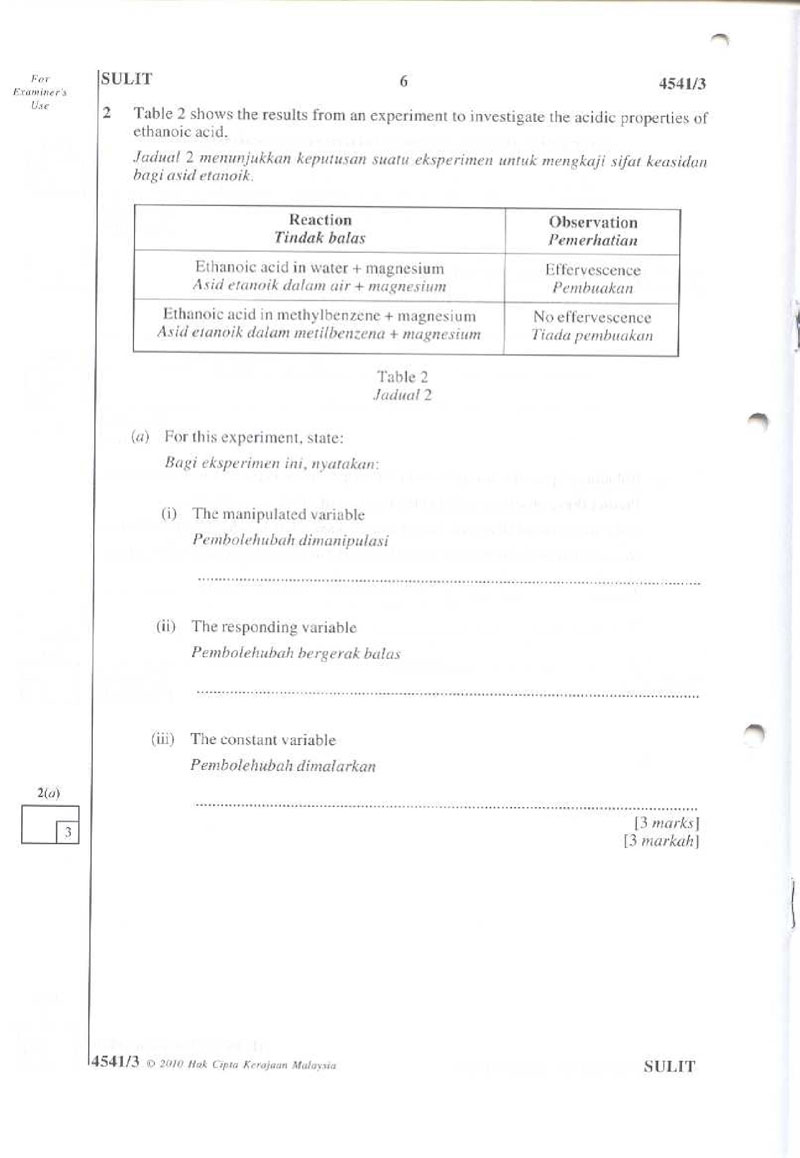 For
Examiner's
Use
SULIT 6 4541/3
2 Table 2 shows the results from an experiment to investigate the acidic properties of
ethanoic acid.
Jadual 2 menunjukkan keputusan suatu eksperimen untuk mengkaji sifat keasidan
bagi asid etanoik.
Reaction
Tindak balas
Observation
Pemerhatian
Ethanoic acid in water + magnesium
Asid etanoik dalam air + magnesium
Effervescence
Pembuakan
Ethanoic acid in methylbenzene + magnesium
Asid etanoik dalam metilbenzena + magnesium
No effervescence
Tiada pembuakan
Table 2
Jadual 2
(a) For this experiment, state:
Bagi eksperimen ini, nyatakan:
(i) The manipulated variable
Pembolehubah dimanipulasi
(ii) The responding variable
Pembolehubah bergerak balas
(iii) The constant variable
Pembolehubah dimalarkan
2(a)
3
[3 marks]
[3 markah]
4541/3 © 2010 Hak Cipta Kerajaan Malaysia SULIT